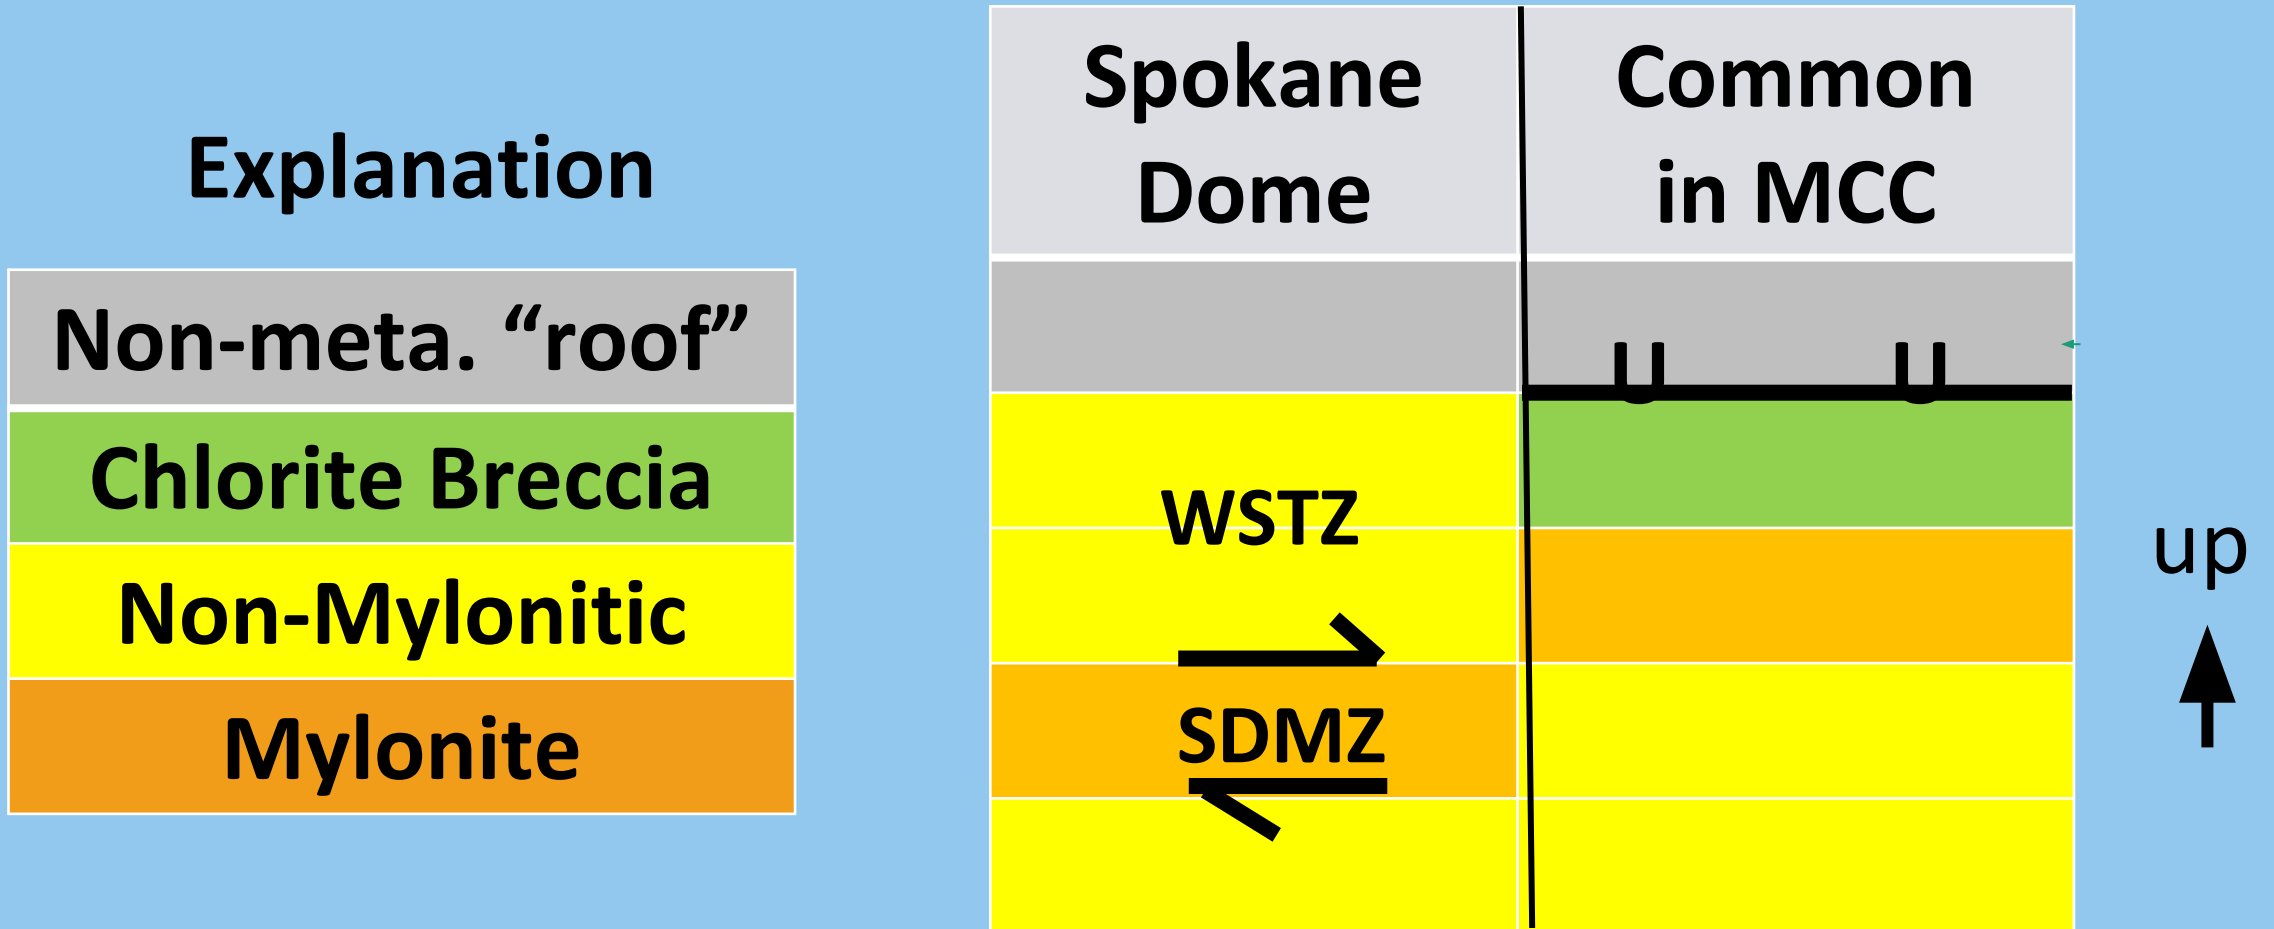 Explanation
Non-meta. “roof”
Chlorite Breccia
Non-Mylonitic
Mylonite
Spokane
Dome
Common
in MCC
U U
WSTZ
SDMZ
up